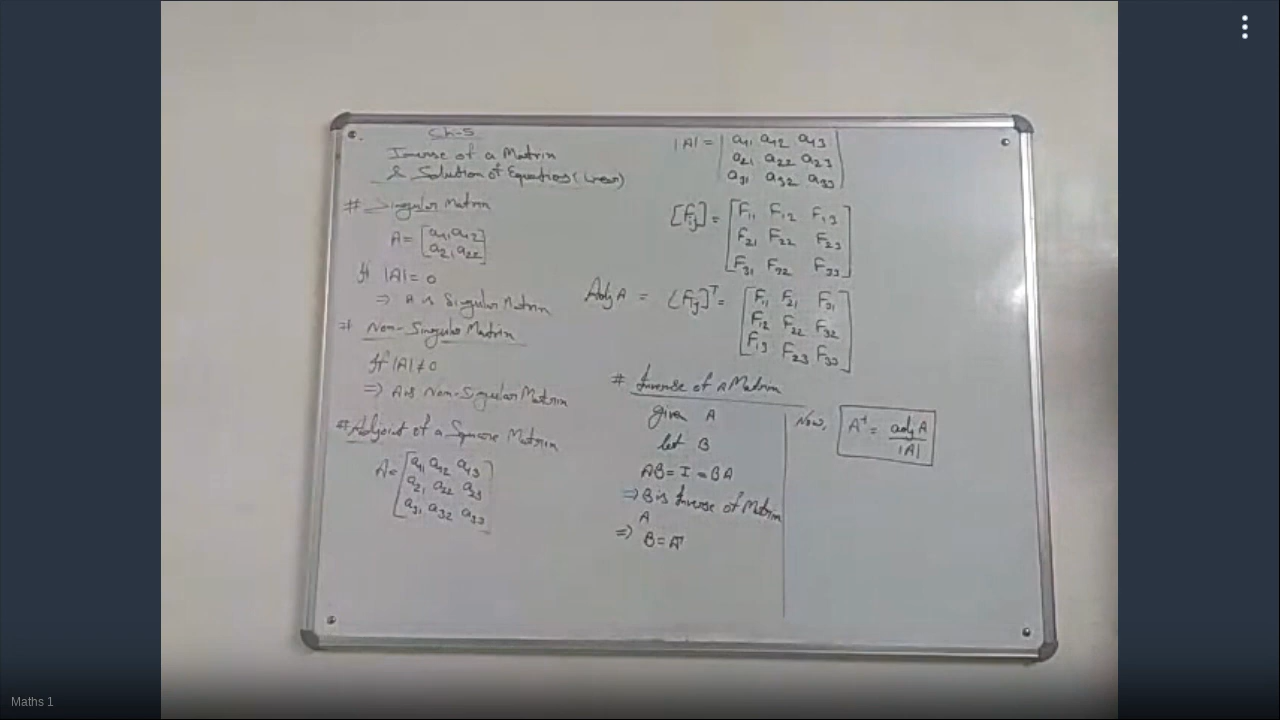 Ch-5
Inverse of a Matrix
& Solution of Equations (Linear)
# Singular Matrix
A = [a11 a12
a21 a22]
If |A| = 0
⇒ A is Singular Matrix
⇒ Non-Singular Matrix
If |A| ≠ 0
⇒ A is Non-Singular Matrix
# Adjoint of a Square Matrix
A = [a11 a12 a13
a21 a22 a23
a31 a32 a33]
|A| = |a11 a12 a13
a21 a22 a23
a31 a32 a33|
[Fij] = [F11 F12 F13
F21 F22 F23
F31 F32 F33]
Adj A = [Fij]T = [F11 F21 F31
F12 F22 F32
F13 F23 F33]
# Inverse of a Matrix
given A
let B
AB = I = BA
⇒ B is Inverse of Matrix
A
⇒ B = A-1
Now, A-1 = adj A
|A|
Maths 1